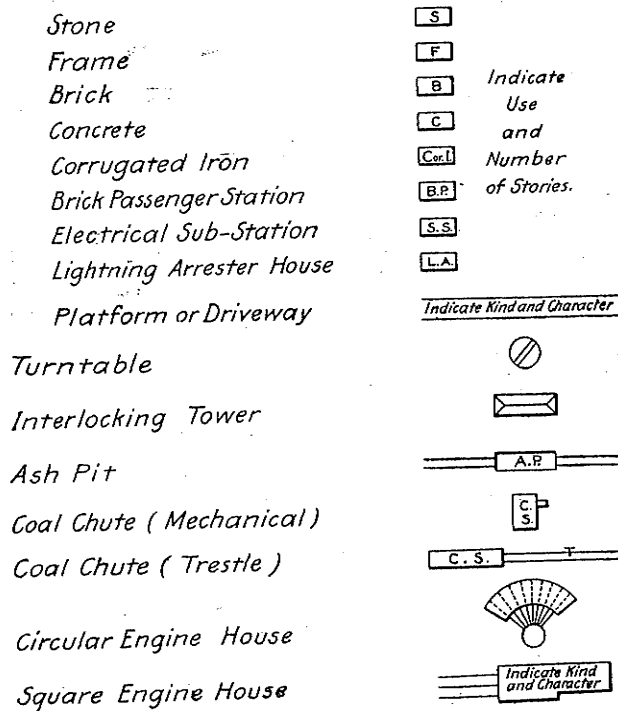 Stone S
Frame F
Brick B Indicate
Use
Concrete C and
Corrugated Iron Cor.I. Number
Brick Passenger Station B.P. of Stories.
Electrical Sub-Station S.S.
Lightning Arrester House L.A.
Platform or Driveway Indicate Kind and Character
Turntable
Interlocking Tower
Ash Pit A.P.
Coal Chute ( Mechanical ) C. S.
Coal Chute ( Trestle ) C. S. T
Circular Engine House
Square Engine House Indicate Kind
and Character